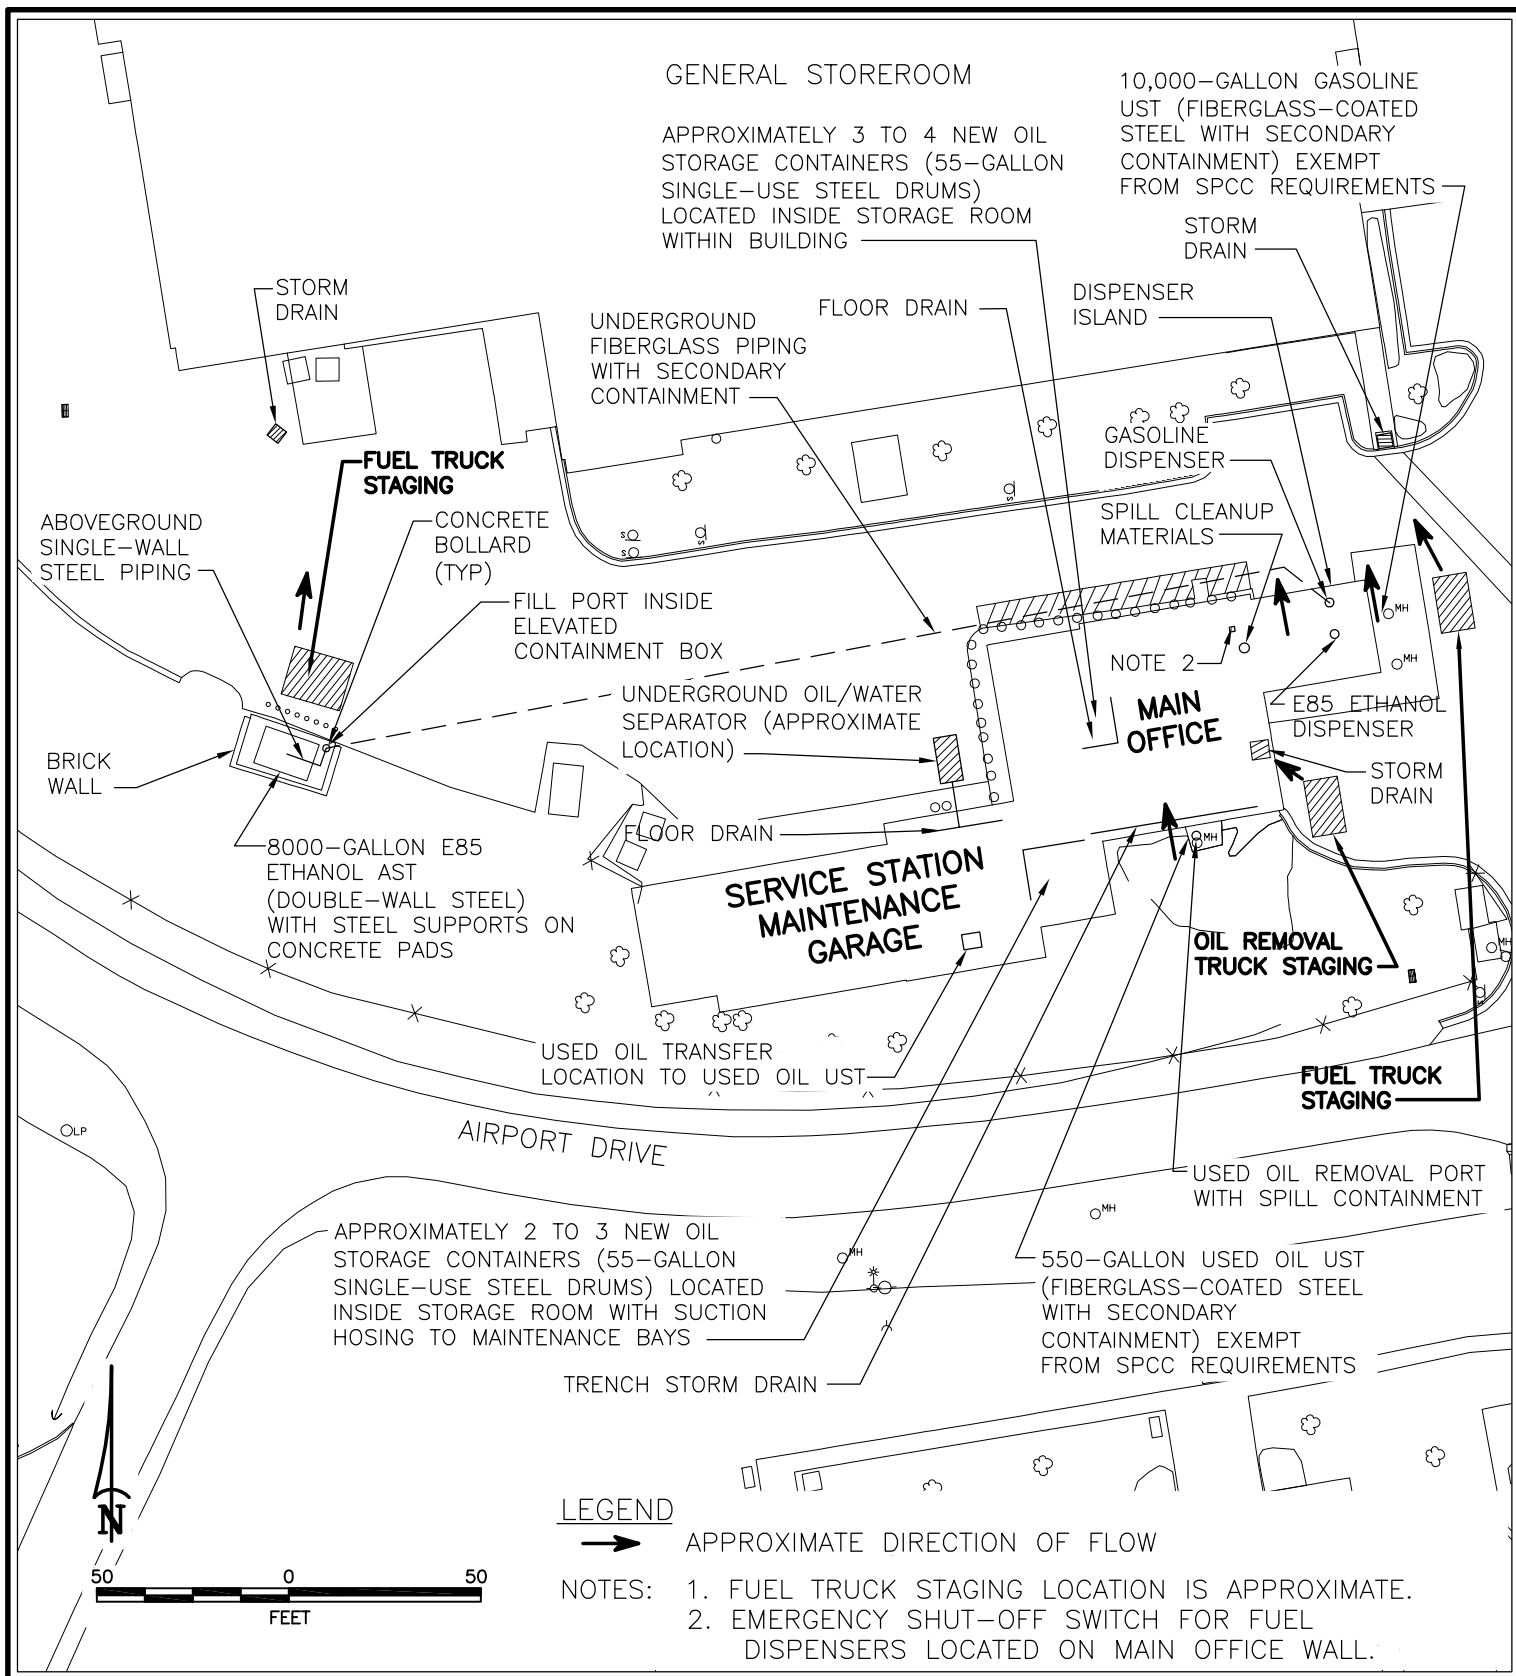 GENERAL STOREROOM
APPROXIMATELY 3 TO 4 NEW OIL
STORAGE CONTAINERS (55-GALLON
SINGLE-USE STEEL DRUMS)
LOCATED INSIDE STORAGE ROOM
WITHIN BUILDING
10,000-GALLON GASOLINE
UST (FIBERGLASS-COATED
STEEL WITH SECONDARY
CONTAINMENT) EXEMPT
FROM SPCC REQUIREMENTS
STORM
DRAIN
STORM
DRAIN
UNDERGROUND
FIBERGLASS PIPING
WITH SECONDARY
CONTAINMENT
FLOOR DRAIN
DISPENSER
ISLAND
GASOLINE
DISPENSER
SPILL CLEANUP
MATERIALS
FUEL TRUCK
STAGING
ABOVEGROUND
SINGLE-WALL
STEEL PIPING
CONCRETE
BOLLARD
(TYP)
FILL PORT INSIDE
ELEVATED
CONTAINMENT BOX
S
S
S
S
MH
MH
NOTE 2
UNDERGROUND OIL/WATER
SEPARATOR (APPROXIMATE
LOCATION)
MAIN
OFFICE
E85 ETHANOL
DISPENSER
BRICK
WALL
STORM
DRAIN
FLOOR DRAIN
MH
8000-GALLON E85
ETHANOL AST
(DOUBLE-WALL STEEL)
WITH STEEL SUPPORTS ON
CONCRETE PADS
SERVICE STATION
MAINTENANCE
GARAGE
OIL REMOVAL
TRUCK STAGING
MH
S
USED OIL TRANSFER
LOCATION TO USED OIL UST
FUEL TRUCK
STAGING
LP
AIRPORT DRIVE
USED OIL REMOVAL PORT
WITH SPILL CONTAINMENT
MH
MH
APPROXIMATELY 2 TO 3 NEW OIL
STORAGE CONTAINERS (55-GALLON
SINGLE-USE STEEL DRUMS) LOCATED
INSIDE STORAGE ROOM WITH SUCTION
HOSING TO MAINTENANCE BAYS
550-GALLON USED OIL UST
(FIBERGLASS-COATED STEEL
WITH SECONDARY
CONTAINMENT) EXEMPT
FROM SPCC REQUIREMENTS
TRENCH STORM DRAIN
N
50 0 50
FEET
LEGEND
APPROXIMATE DIRECTION OF FLOW
NOTES: 1. FUEL TRUCK STAGING LOCATION IS APPROXIMATE.
2. EMERGENCY SHUT-OFF SWITCH FOR FUEL
DISPENSERS LOCATED ON MAIN OFFICE WALL.